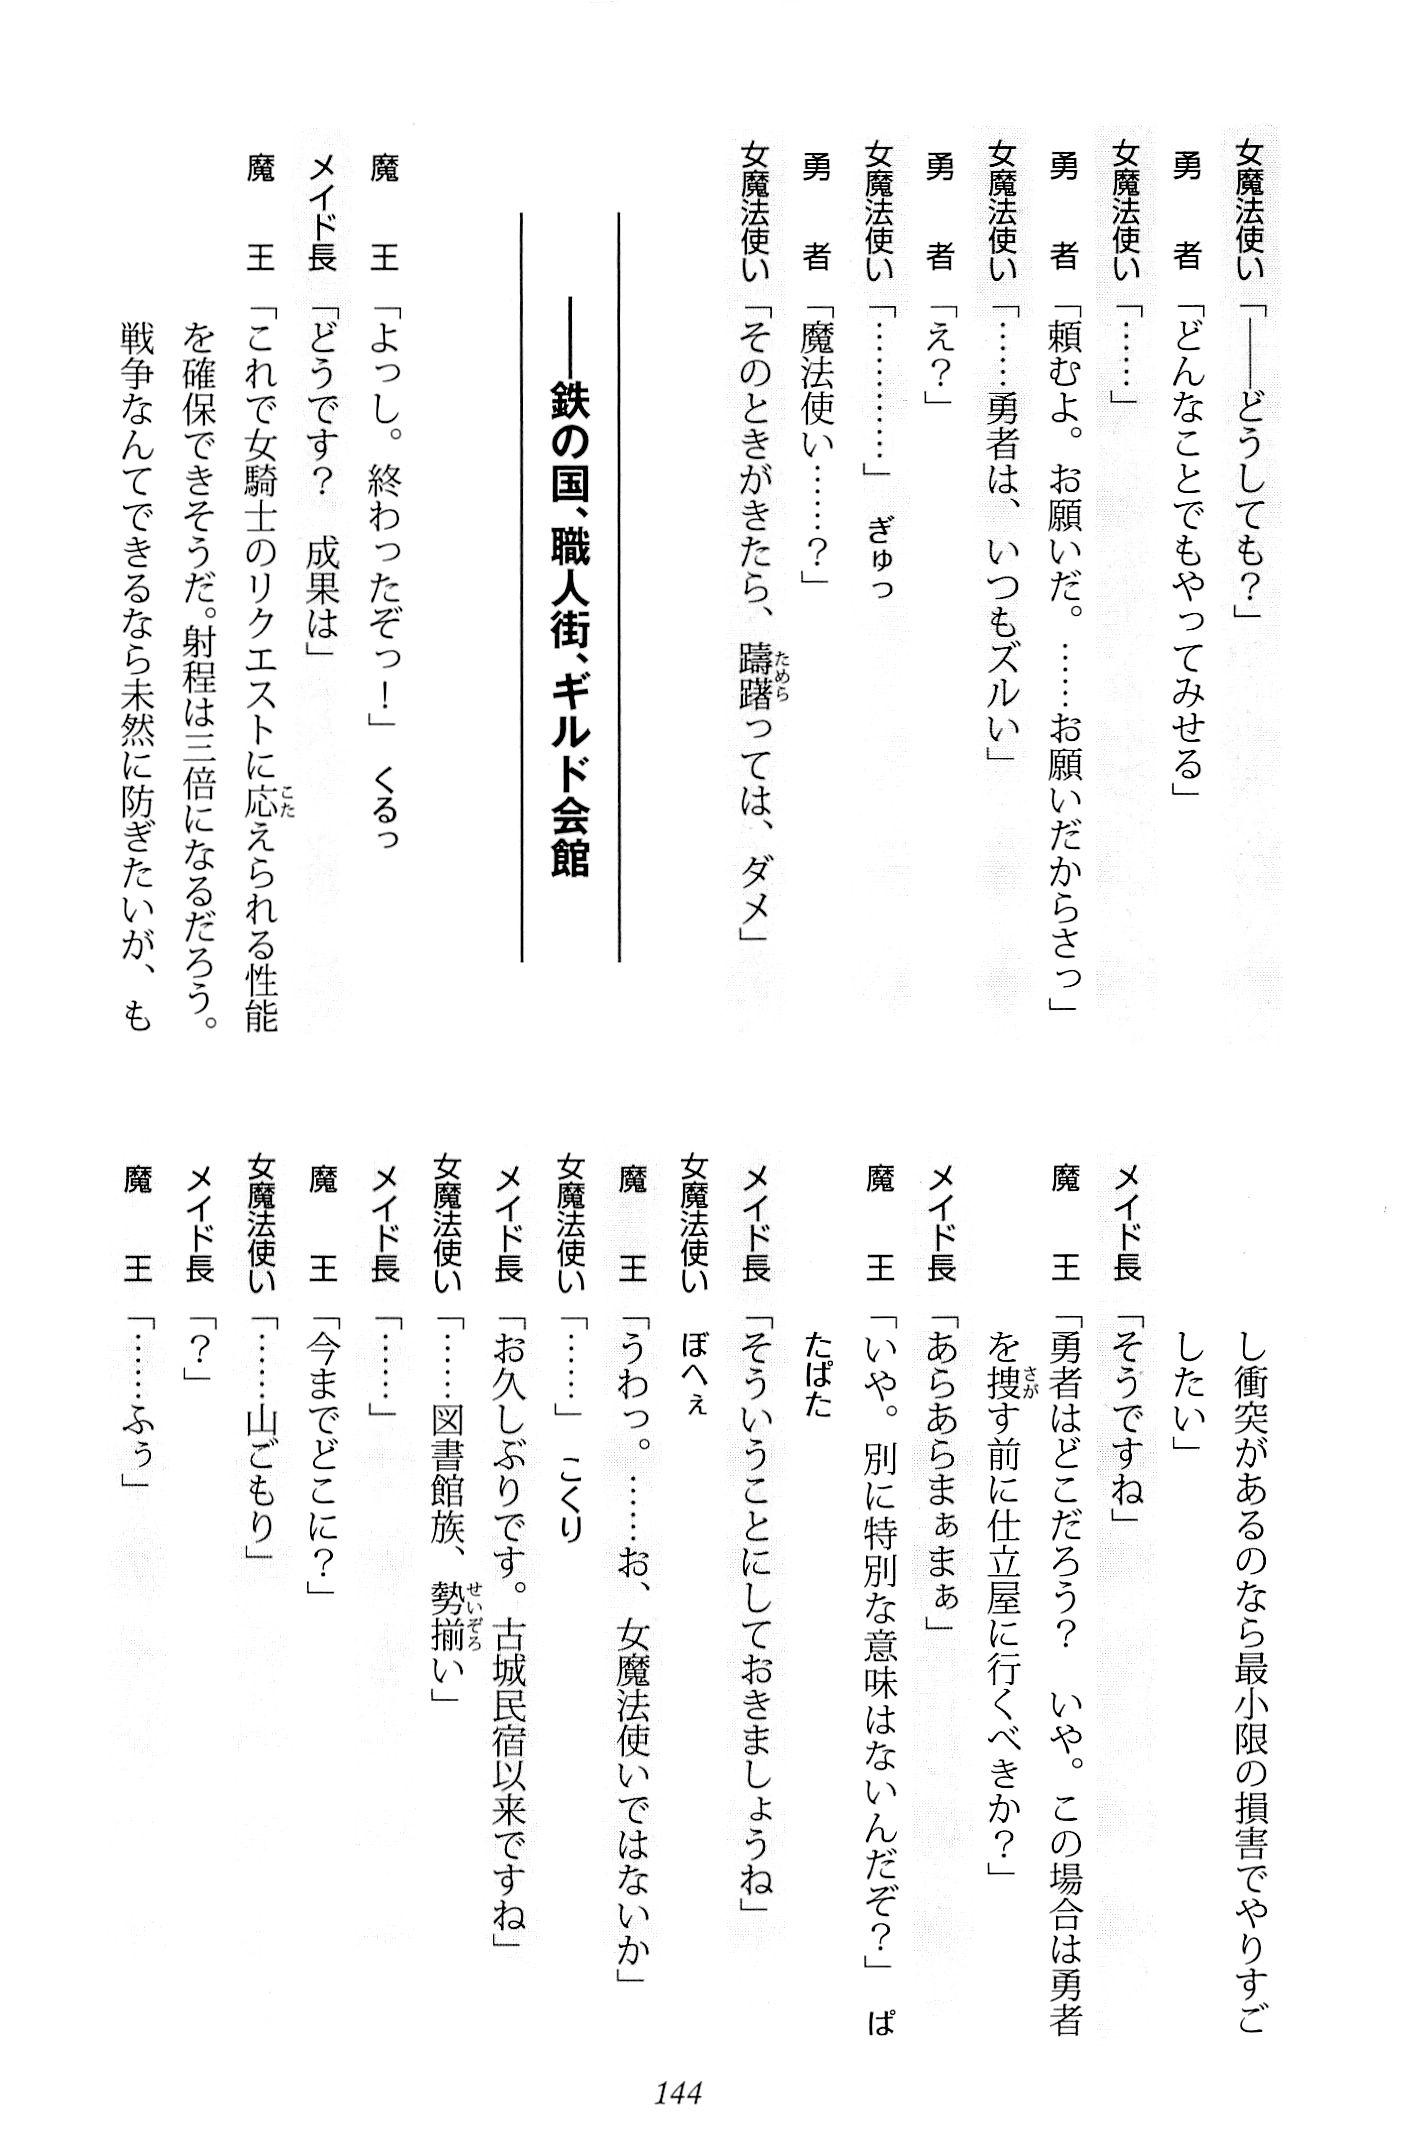 女魔法使い「――どうしても?」
勇　者「どんなことでもやってみせる」
女魔法使い「……」
勇　者「頼むよ。お願いだ。……お願いだからさっ」
女魔法使い「……勇者は、いつもズルい」
勇　者「え?」
女魔法使い「…………」　ぎゅっ
勇　者「魔法使い……?」
女魔法使い「そのときがきたら、躊躇っては、ダメ」
――鉄の国、職人街、ギルド会館
魔　王「よっし。終わったぞっ!」　くるっ
メイド長「どうです?　成果は」
魔　王「これで女騎士のリクエストに応えられる性能
を確保できそうだ。射程は三倍になるだろう。
戦争なんてできるなら未然に防ぎたいが、も
し衝突があるのなら最小限の損害でやりすご
したい」
メイド長「そうですね」
魔　王「勇者はどこだろう?　いや。この場合は勇者
を捜す前に仕立屋に行くべきか?」
メイド長「あらあらまぁまぁ」
魔　王「いや。別に特別な意味はないんだぞ?」　ぱ
たぱた
メイド長「そういうことにしておきましょうね」
女魔法使い　ぼへぇ
魔　王「うわっ。……お、女魔法使いではないか」
女魔法使い「……」　こくり
メイド長「お久しぶりです。古城民宿以来ですね」
女魔法使い「……図書館族、勢揃い」
メイド長「……」
魔　王「今までどこに?」
女魔法使い「……山ごもり」
メイド長「?」
魔　王「……ふぅ」
144